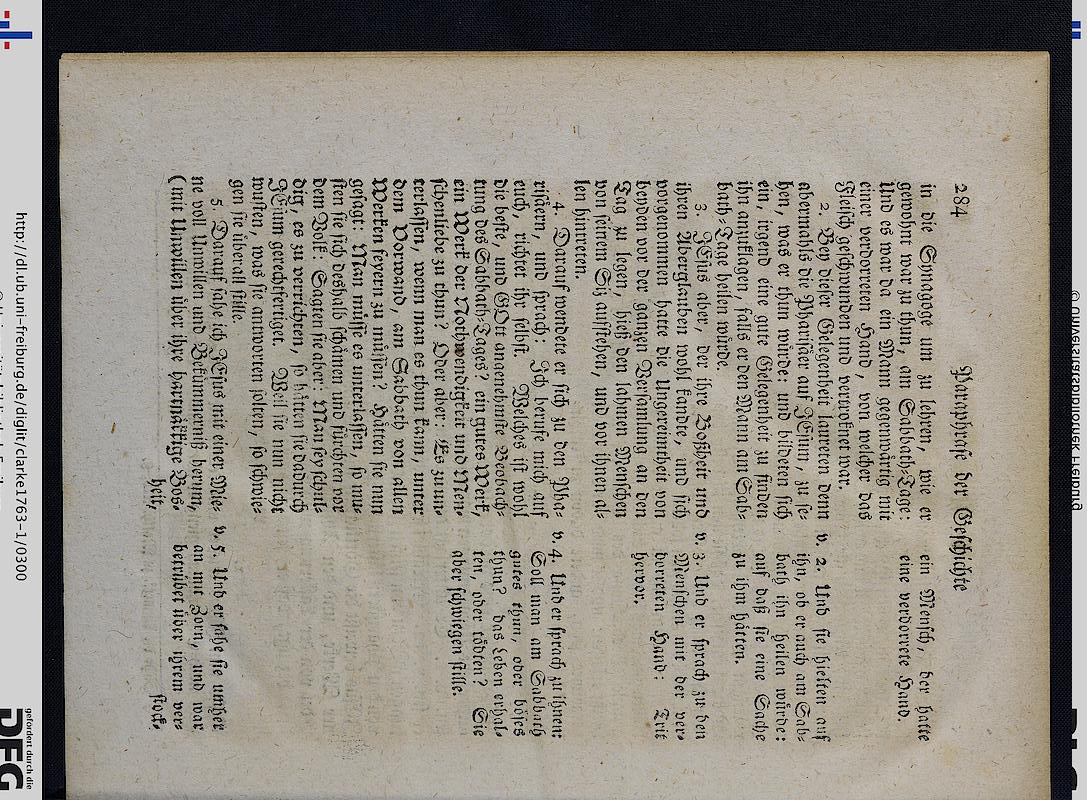 284 Paraphrasis der Geschichte
in die Synagoge um zu lehren, wie er
gewohnt war zu thun, am Sabbath-Tage:
Und es war da ein Mann gegenwärtig mit
einer verdorreten Hand, von welcher das
Fleisch geschwunden und vertroknet war.
2. Bey dieser Gelegenheit laureten denn
abermahls die Pharisäer auf JEsum, zu se-
hen, was er thun würde: und bildeten sich
ein, irgend eine gute Gelegenheit zu finden
ihn anzuklagen, falls er den Mann am Sab-
bath-Tage heilen würde.
3. JEsus aber, der ihre Boßheit und
ihren Aberglauben wohl kandte, und sich
vorgenommen hatte die Ungereimtheit von
beyden vor der ganzen Versamlung an den
Tag zu legen, hieß den lahmen Menschen
von seinem Siz aufstehen, und vor ihnen al-
len hintreten.
4. Darauf wendete er sich zu den Pha-
risäern, und sprach: Ich berufe mich auf
euch, richtet ihr selbst. Welches ist wohl
die beste, und GOtt angenehmste Beobach-
tung des Sabbath-Tages? ein gutes Werk,
ein Werk der Nothwendigkeit und Men-
schenliebe zu thun? Oder aber: Es zu un-
terlassen, wenn man es thun kann, unter
dem Vorwand, am Sabbath von allen
Werken feyern zu müssen? Hätten sie nun
gesagt: Man müsse es unterlassen, so mu-
sten sie sich deshalb schämen und fürchten vor
dem Volk: Sagten sie aber: Man sey schul-
dig, es zu verrichten, so hätten sie dadurch
JEsum gerechtfertiget. Weil sie nun nicht
wusten, was sie antworten solten, so schwie-
gen sie überall stille.
5. Darauf sahe sich JEsus mit einer Mie-
ne voll Unwillen und Bekümmerniß herum,
(mit Unwillen über ihre hartnäkkige Bos-
heit,
ein Mensch, der hatte
eine verdorrete Hand.
v. 2. Und sie hielten auf
ihn, ob er auch am Sab-
bath ihn heilen würde:
auf daß sie eine Sache
zu ihm häten.
v. 3. Und er sprach zu den
Menschen mit der ver-
dorreten Hand: Trit
hervor.
v. 4. Und er sprach zu ihnen:
Soll man am Sabbath
gutes thun, oder böses
thun? das Leben erhal-
ten, oder tödten? Sie
aber schwiegen stille.
v. 5. Und er sahe sie umher
an mit Zorn, und war
betrübet über ihrem ver-
stock-
http://dl.ub.uni-freiburg.de/diglit/clarke1763-1/0300
gefördert durch die
DFG